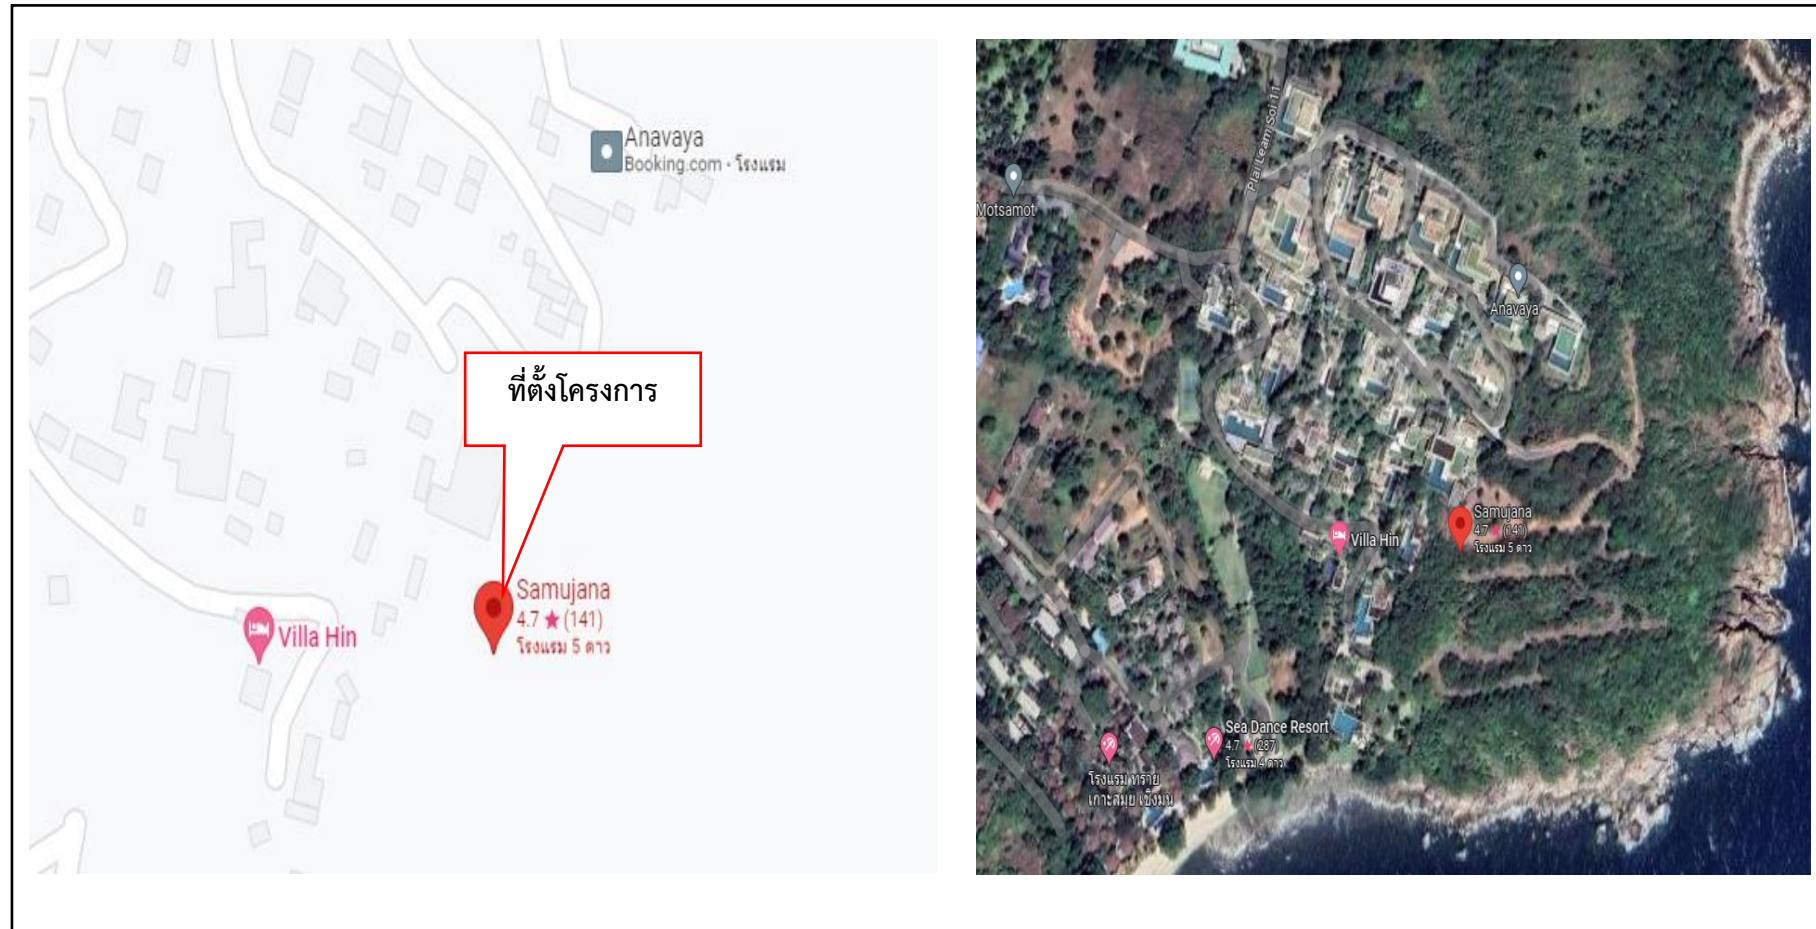 Anavaya
Booking.com • โรงแรม
ที่ตั้งโครงการ
Samujana
4.7 ★ (141)
โรงแรม 5 ดาว
Villa Hin
Plai Leam Soi 11
Motsamot
Anavaya
Samujana
4.7 ★ (141)
โรงแรม 5 ดาว
Villa Hin
Sea Dance Resort
4.7 ★ (287)
โรงแรม 4 ดาว
โรงแรม ทราย
เกาะสมุย เชิงมน